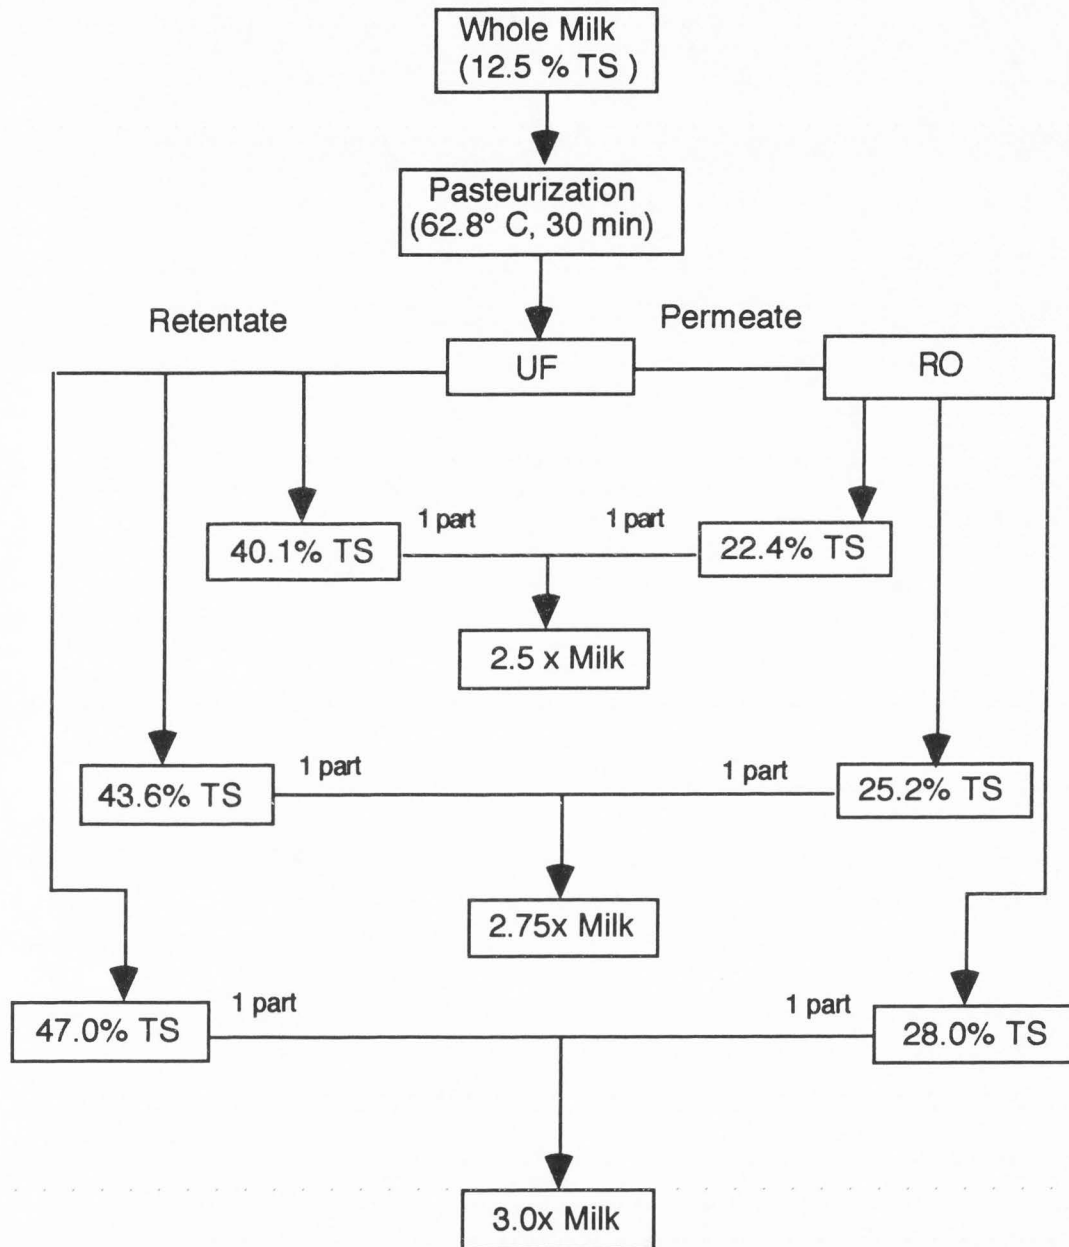 Whole Milk
(12.5 % TS )
Pasteurization
(62.8° C, 30 min)
Retentate
Permeate
UF
RO
1 part
1 part
40.1% TS
22.4% TS
2.5 x Milk
1 part
1 part
43.6% TS
25.2% TS
2.75x Milk
1 part
1 part
47.0% TS
28.0% TS
3.0x Milk